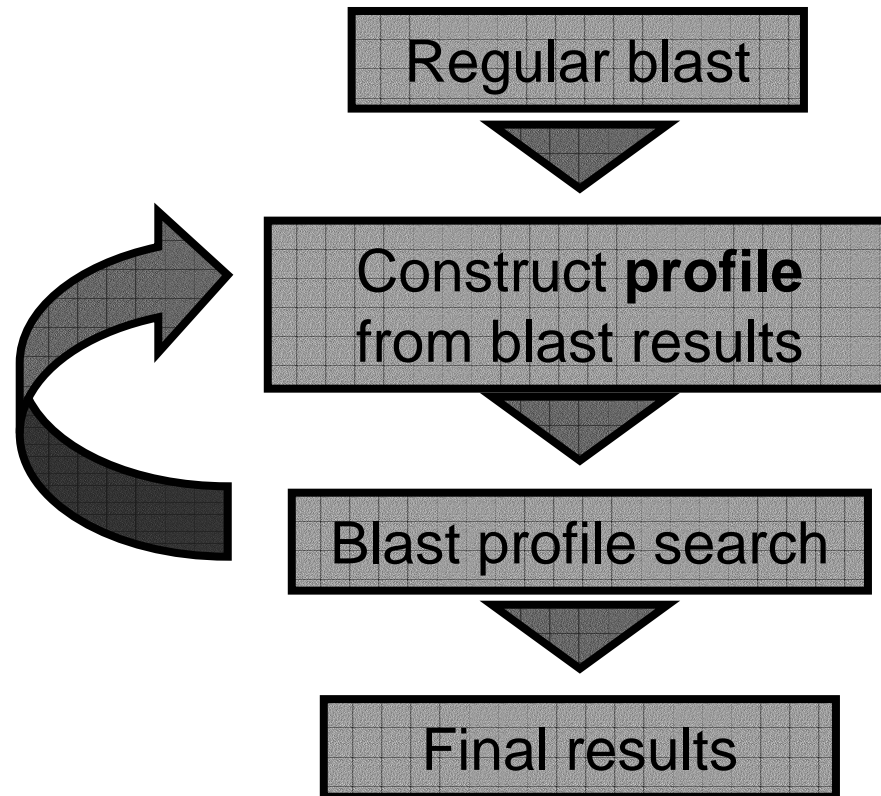 Regular blast
Construct profile
from blast results
Blast profile search
Final results